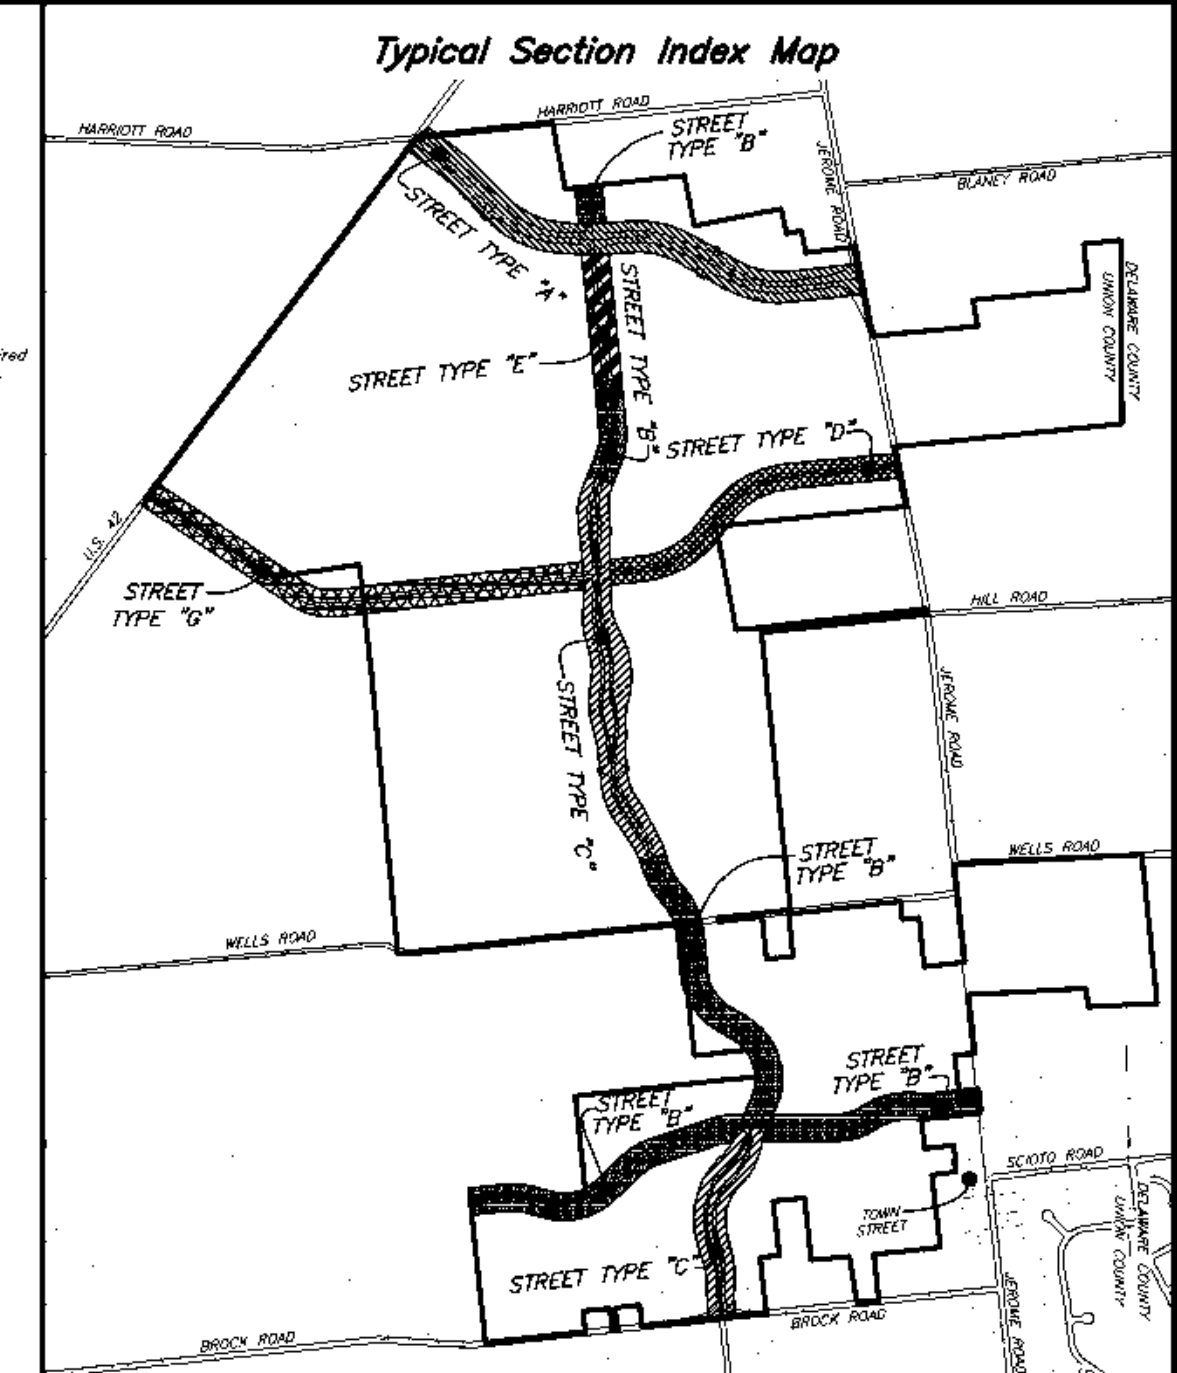 Typical Section Index Map
HARRIOTT ROAD
HARRIOTT ROAD
STREET
TYPE "B"
JEROME ROAD
BLANEY ROAD
STREET TYPE "A"
STREET TYPE "B"
DELAWARE COUNTY
UNION COUNTY
STREET TYPE "E"
STREET TYPE "D"
U.S. 42
STREET
TYPE "G"
HILL ROAD
JEROME ROAD
STREET TYPE "C"
STREET
TYPE "B"
WELLS ROAD
WELLS ROAD
STREET
TYPE "B"
STREET
TYPE "B"
SCIOTO ROAD
TOWN
STREET
DELAWARE COUNTY
UNION COUNTY
STREET TYPE "C"
JEROME ROAD
BROCK ROAD
BROCK ROAD